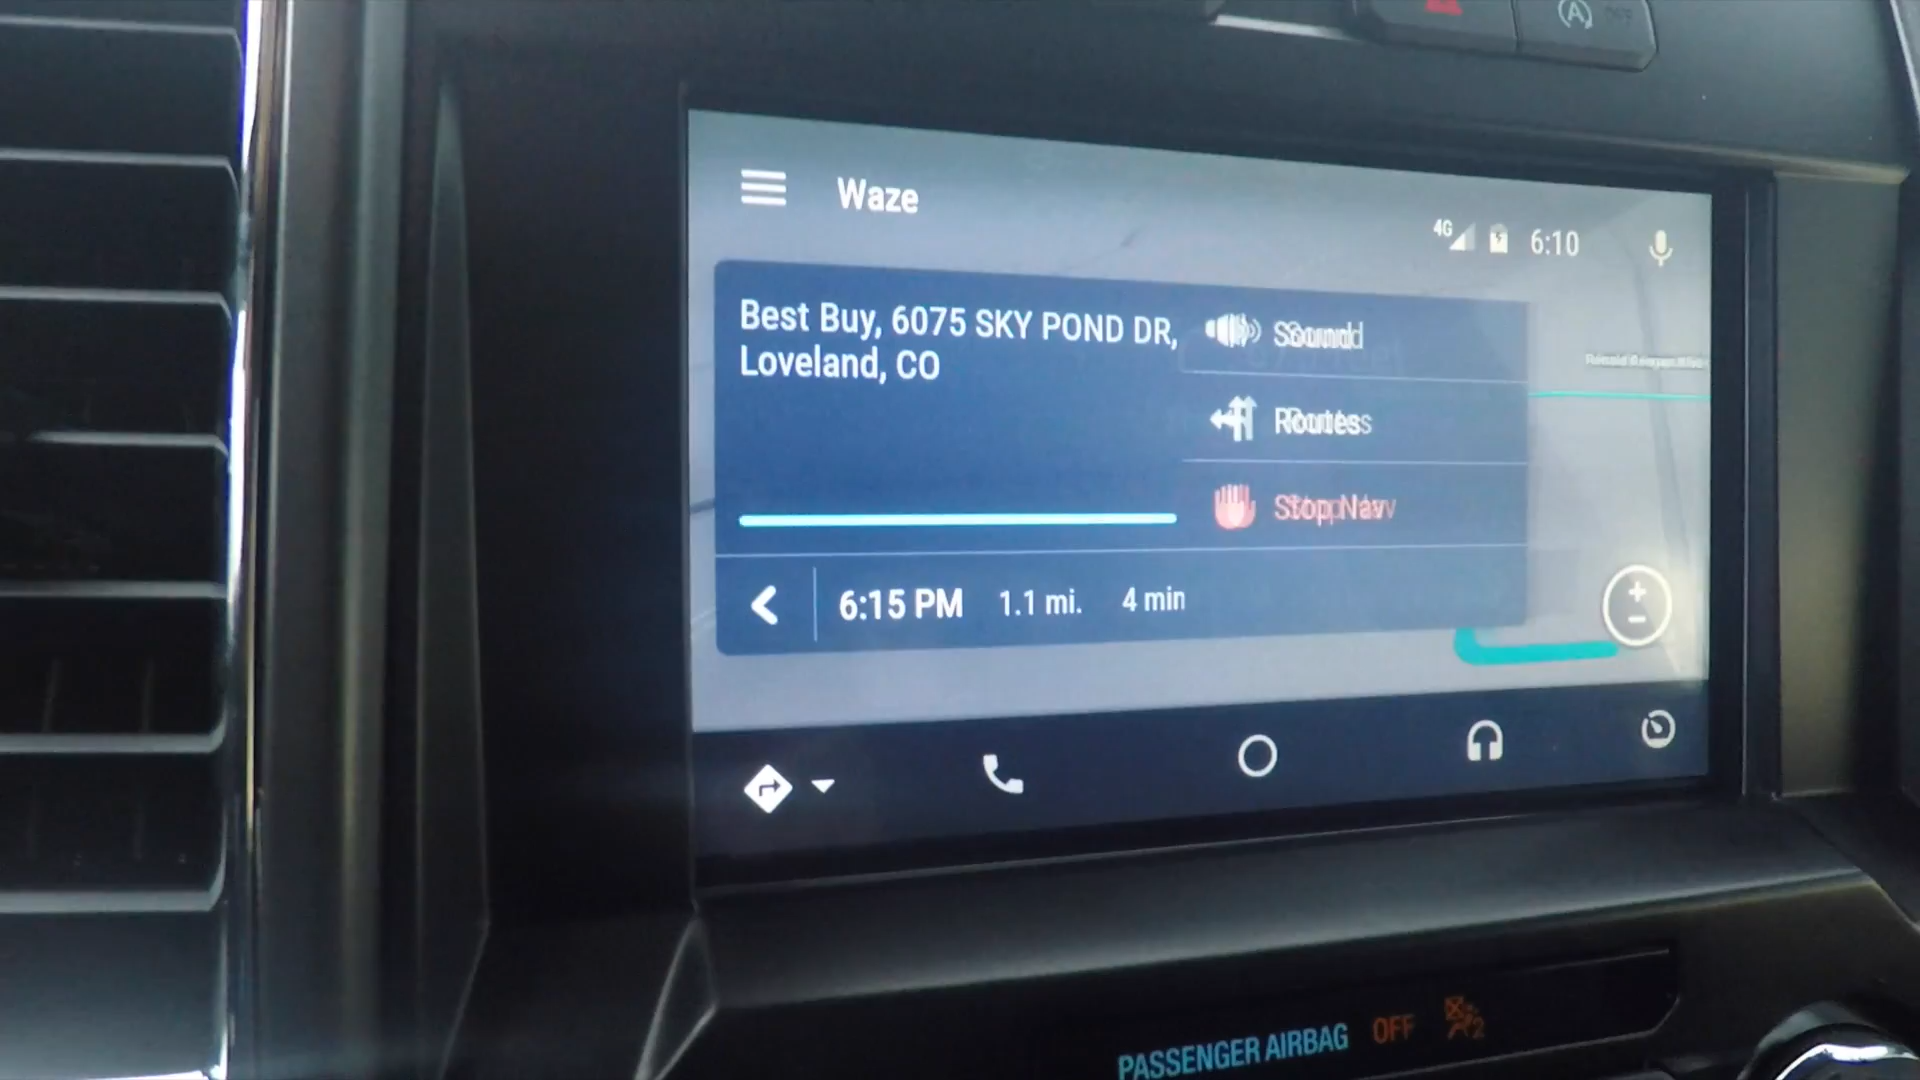 OFF
Waze
4G 6:10
Best Buy, 6075 SKY POND DR,
Loveland, CO
Sound
Routes
Stop Nav
6:15 PM 1.1 mi. 4 min
PASSENGER AIRBAG OFF